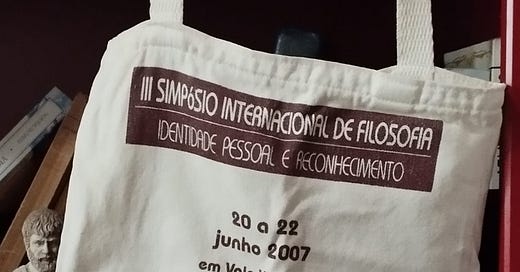 III SIMPóSIO INTERNACIONAL DE FILOSOFIA
IDENTIDADE PESSOAL E RECONHECIMENTO
20 a 22
junho 2007
em